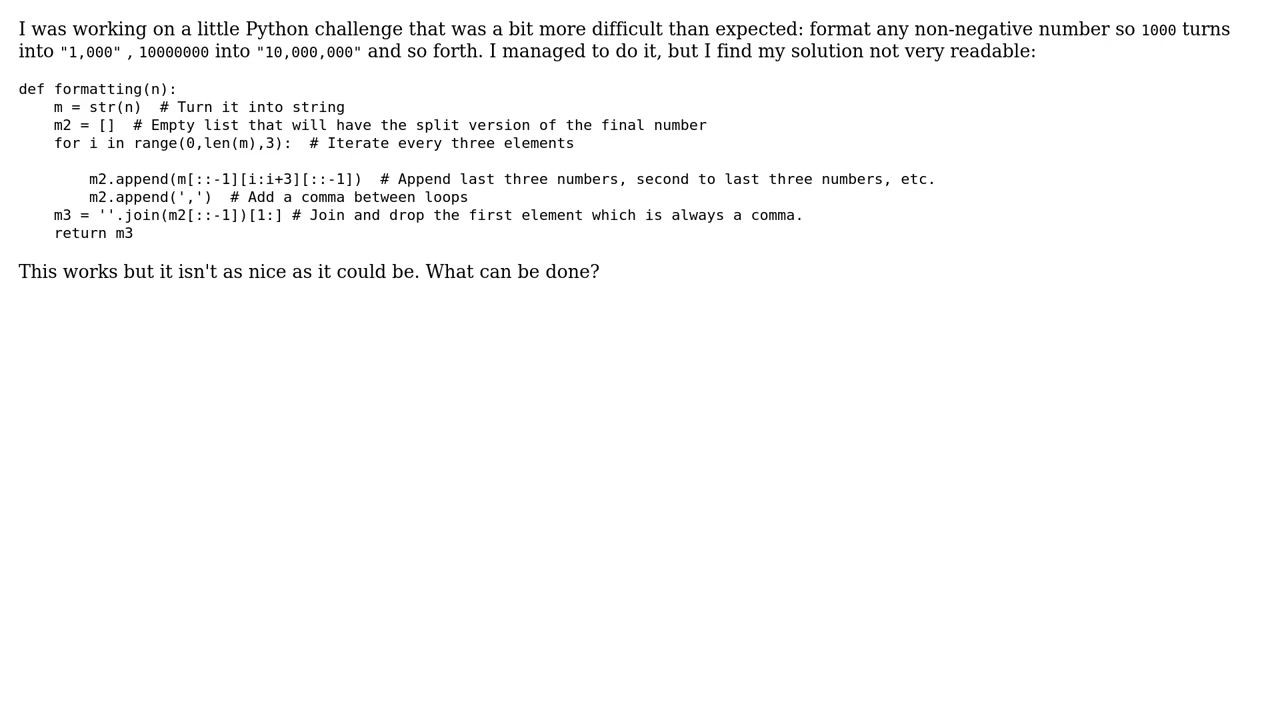 I was working on a little Python challenge that was a bit more difficult than expected: format any non-negative number so 1000 turns
into "1,000" , 10000000 into "10,000,000" and so forth. I managed to do it, but I find my solution not very readable:
def formatting(n):
    m = str(n)  # Turn it into string
    m2 = []  # Empty list that will have the split version of the final number
    for i in range(0,len(m),3):  # Iterate every three elements
        m2.append(m[::-1][i:i+3][::-1])  # Append last three numbers, second to last three numbers, etc.
        m2.append(',')  # Add a comma between loops
    m3 = ''.join(m2[::-1])[1:] # Join and drop the first element which is always a comma.
    return m3
This works but it isn't as nice as it could be. What can be done?